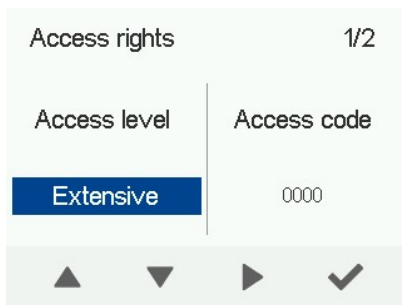 Access rights 1/2
Access level Access code
Extensive 0000